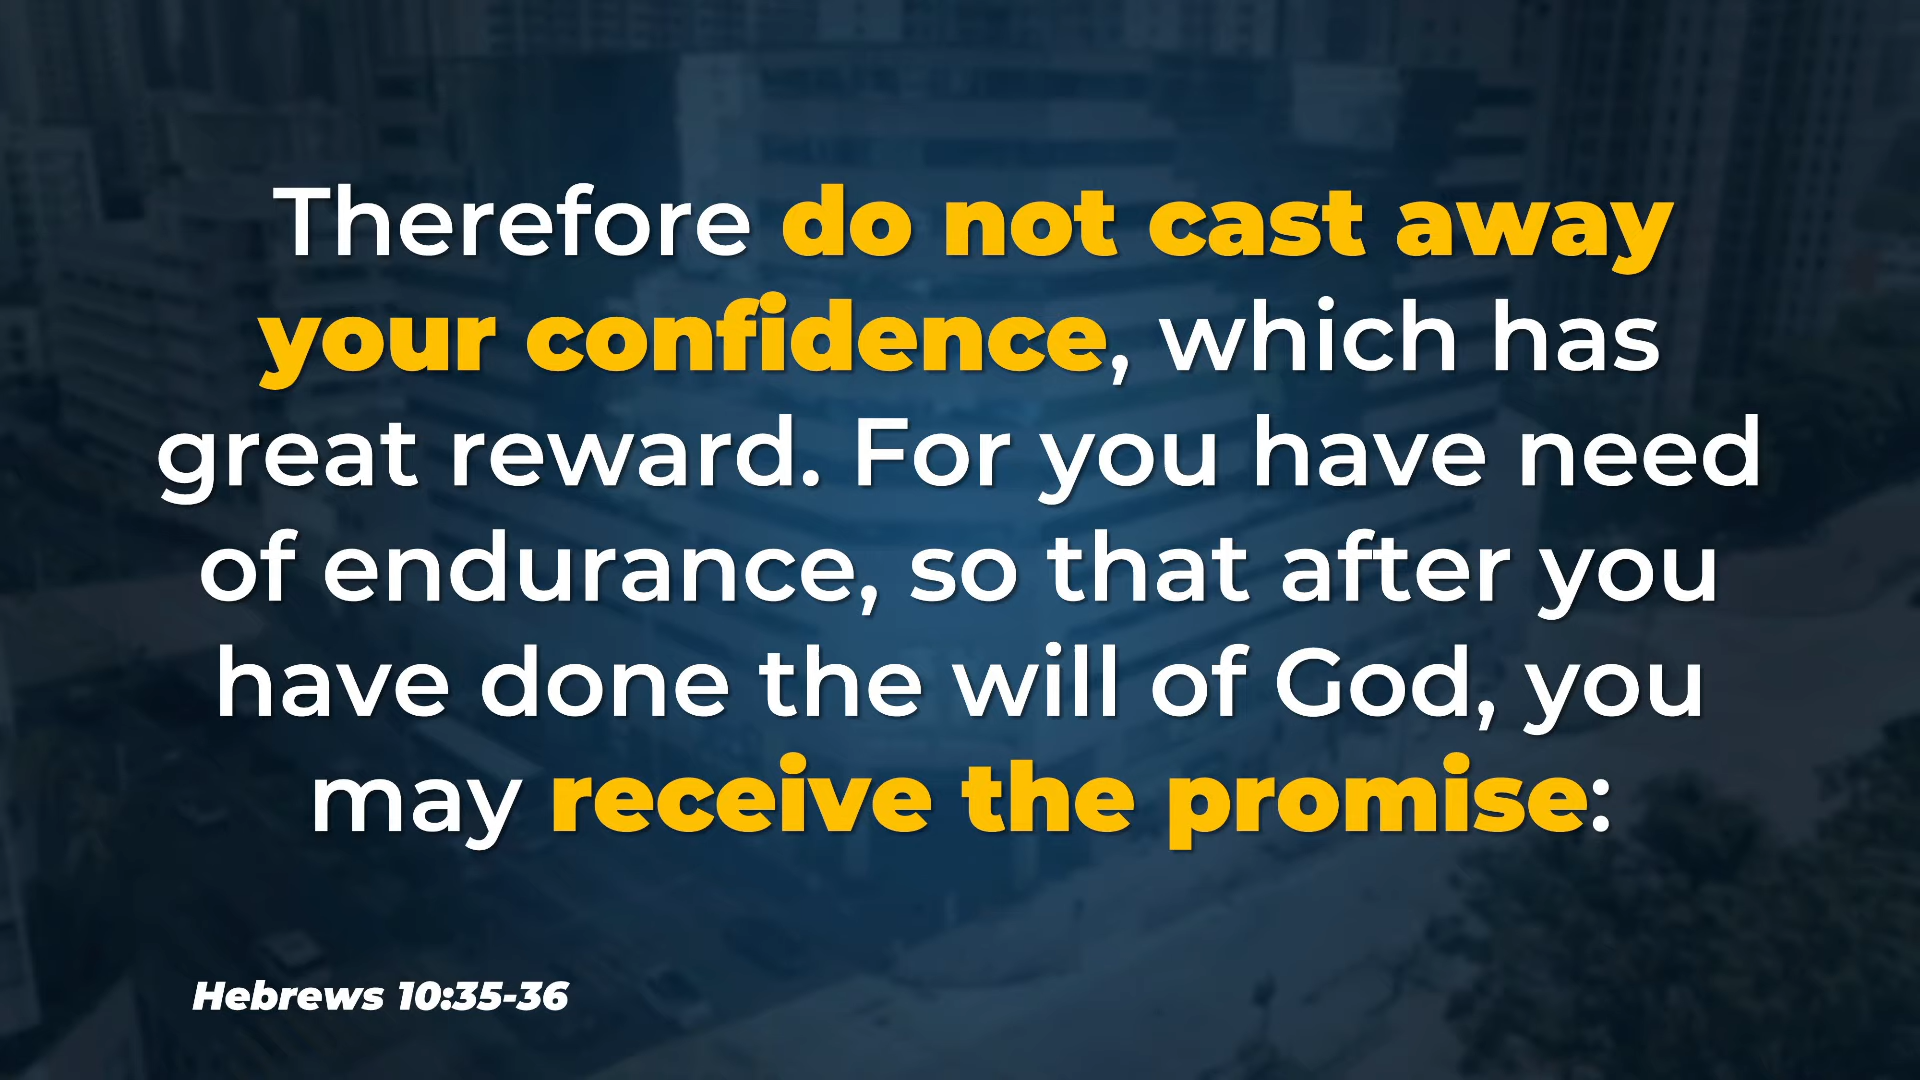 Therefore do not cast away
your confidence, which has
great reward. For you have need
of endurance, so that after you
have done the will of God, you
may receive the promise:
Hebrews 10:35-36